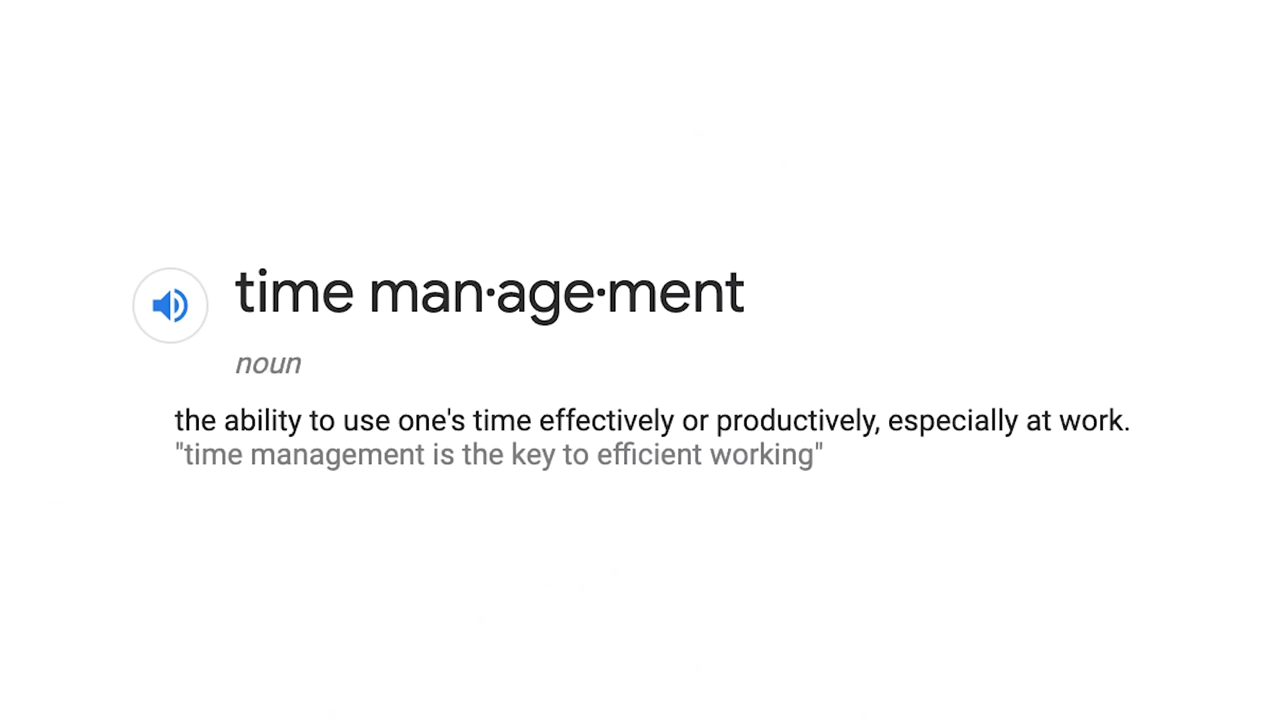 time man·age·ment
noun
the ability to use one's time effectively or productively, especially at work.
"time management is the key to efficient working"